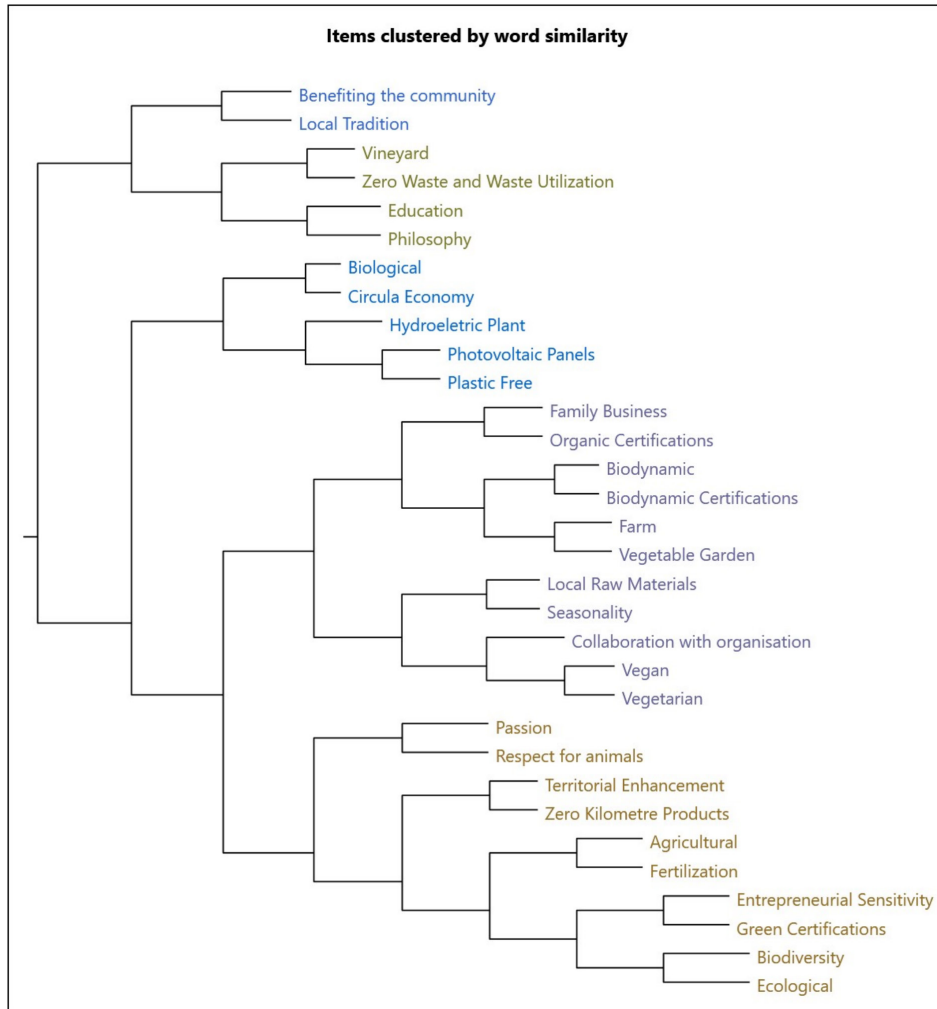 Items clustered by word similarity
Benefiting the community
Local Tradition
Vineyard
Zero Waste and Waste Utilization
Education
Philosophy
Biological
Circula Economy
Hydroeletric Plant
Photovoltaic Panels
Plastic Free
Family Business
Organic Certifications
Biodynamic
Biodynamic Certifications
Farm
Vegetable Garden
Local Raw Materials
Seasonality
Collaboration with organisation
Vegan
Vegetarian
Passion
Respect for animals
Territorial Enhancement
Zero Kilometre Products
Agricultural
Fertilization
Entrepreneurial Sensitivity
Green Certifications
Biodiversity
Ecological